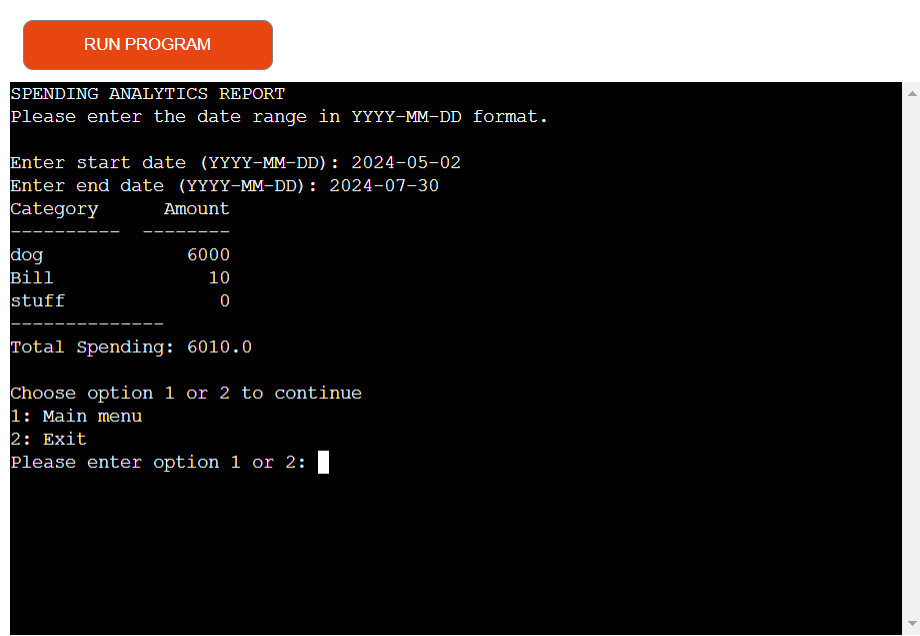 RUN PROGRAM
SPENDING ANALYTICS REPORT
Please enter the date range in YYYY-MM-DD format.
Enter start date (YYYY-MM-DD): 2024-05-02
Enter end date (YYYY-MM-DD): 2024-07-30
Category      Amount
----------  --------
dog             6000
Bill              10
stuff              0
--------------
Total Spending: 6010.0
Choose option 1 or 2 to continue
1: Main menu
2: Exit
Please enter option 1 or 2: